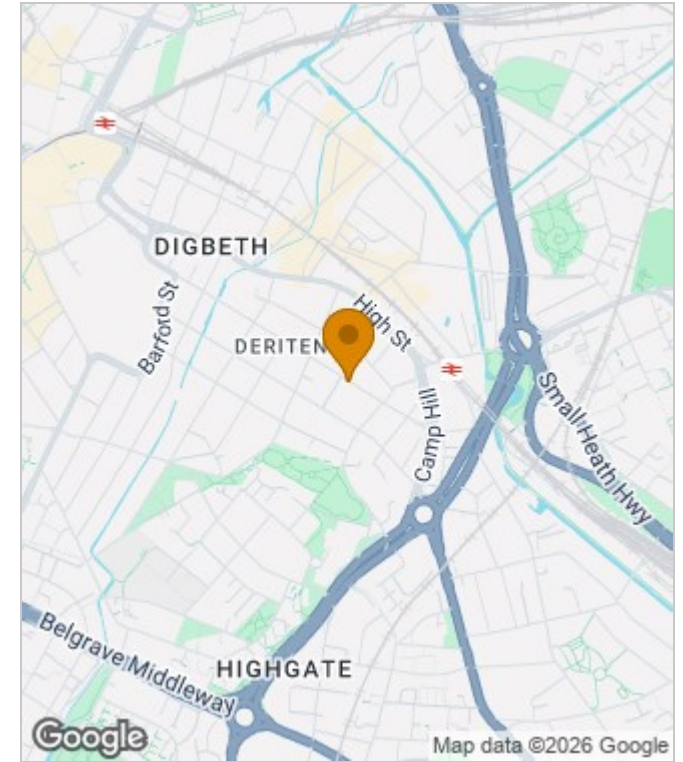 DIGBETH
Barford St
High St
DERITEN
Camp Hill
Small Heath Hwy
Belgrave Middleway
HIGHGATE
Google
Map data ©2026 Google